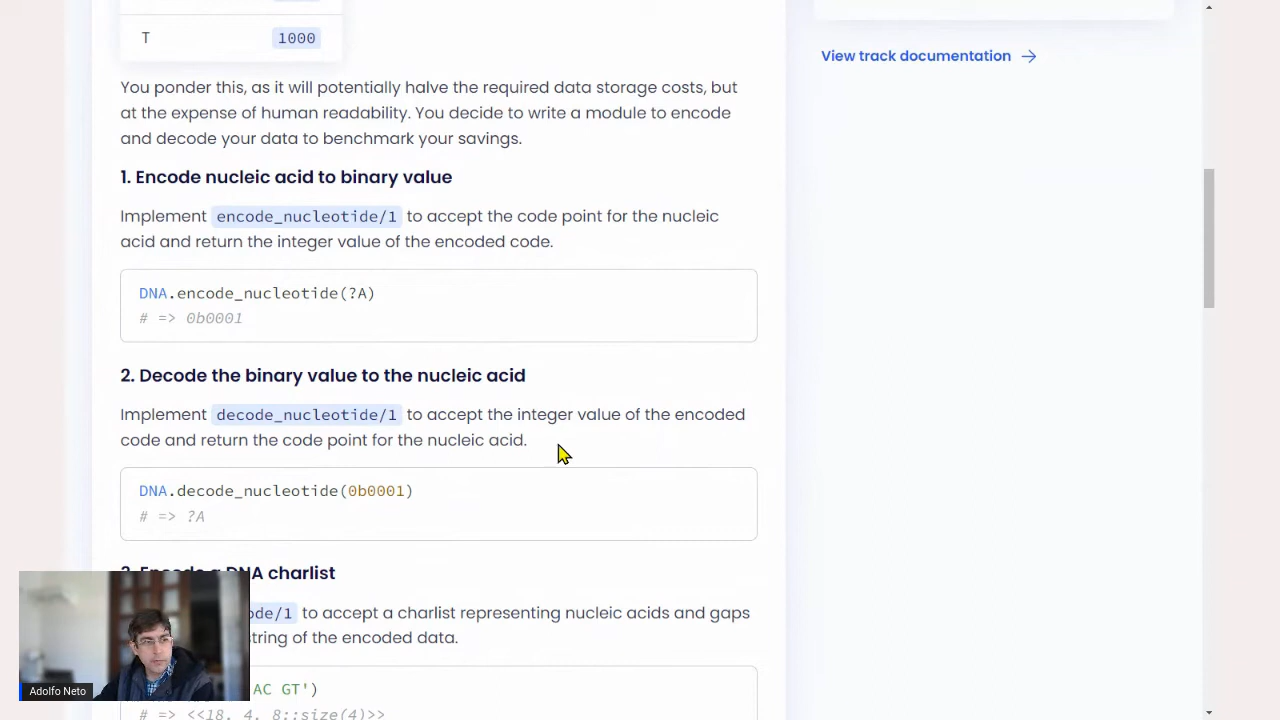 T 1000
View track documentation →
You ponder this, as it will potentially halve the required data storage costs, but
at the expense of human readability. You decide to write a module to encode
and decode your data to benchmark your savings.
1. Encode nucleic acid to binary value
Implement encode_nucleotide/1 to accept the code point for the nucleic
acid and return the integer value of the encoded code.
DNA.encode_nucleotide(?A)
# => 0b0001
2. Decode the binary value to the nucleic acid
Implement decode_nucleotide/1 to accept the integer value of the encoded
code and return the code point for the nucleic acid.
DNA.decode_nucleotide(0b0001)
# => ?A
DNA charlist
/1 to accept a charlist representing nucleic acids and gaps
of the encoded data.
AC GT')
# => <<18, 4, 8::size(4)>>
Adolfo Neto